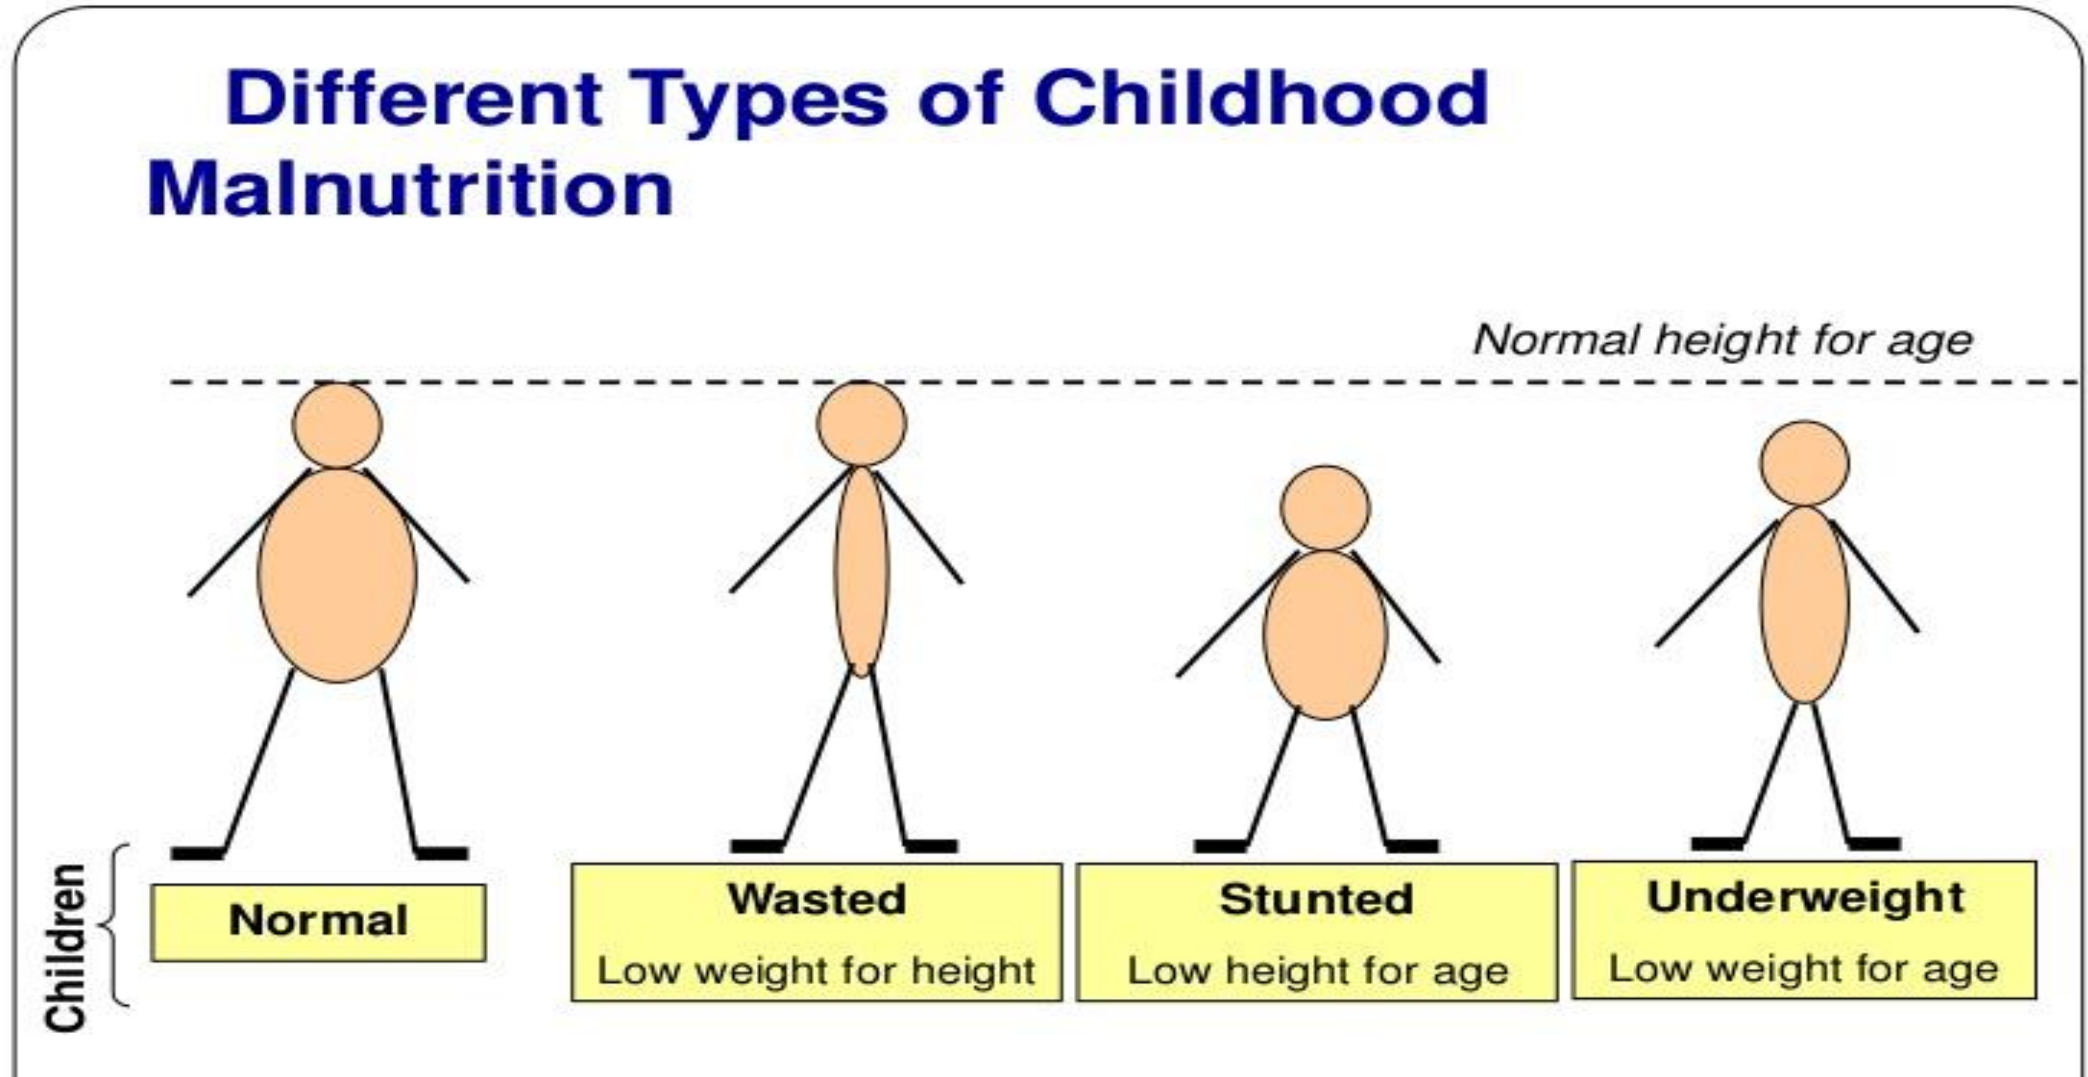 Different Types of Childhood
Malnutrition
Normal height for age
Children
Normal
Wasted
Low weight for height
Stunted
Low height for age
Underweight
Low weight for age